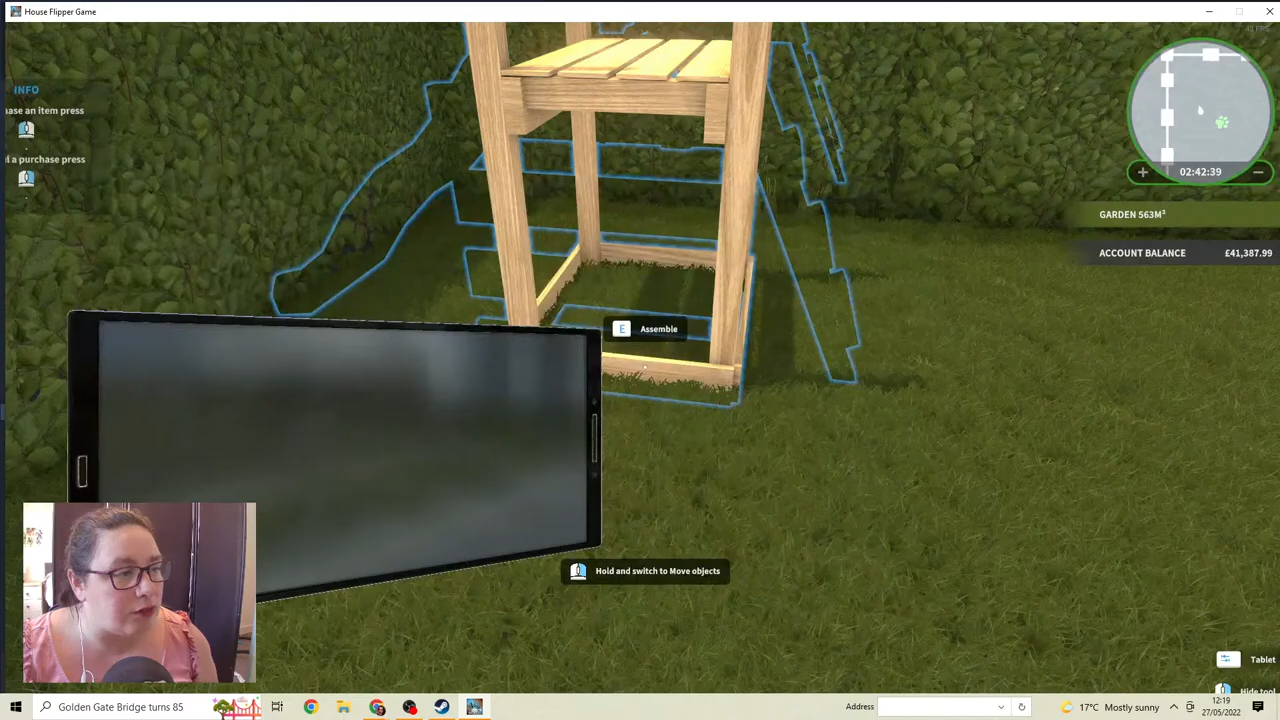 House Flipper Game
INFO
hase an item press
l a purchase press
02:42:39
GARDEN 563M²
ACCOUNT BALANCE £41,387.99
E Assemble
Hold and switch to Move objects
Tablet
Hide tool
Golden Gate Bridge turns 85
Address
17°C Mostly sunny
12:19
27/05/2022